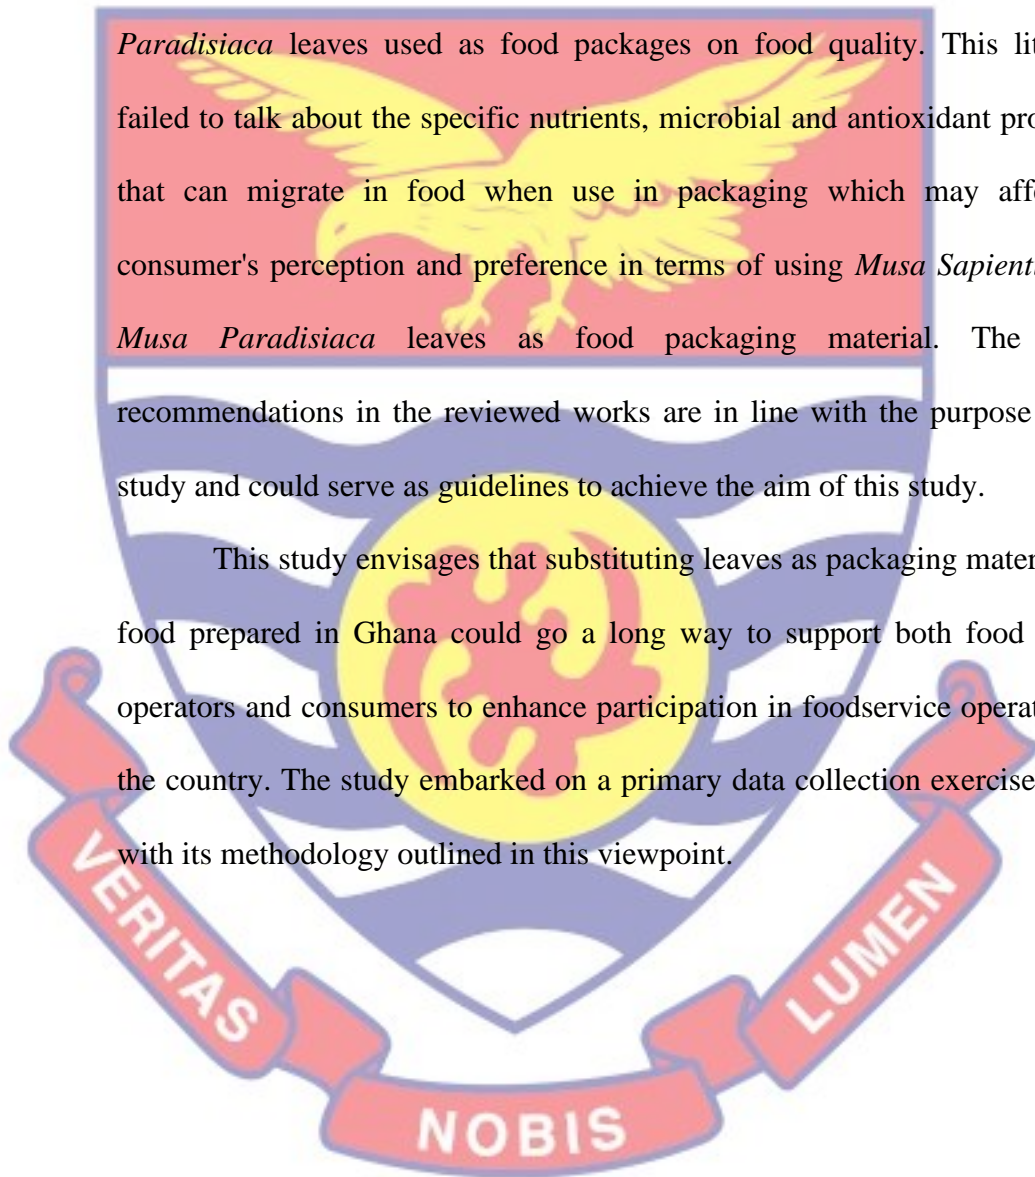 Paradisiaca leaves used as food packages on food quality. This lit
failed to talk about the specific nutrients, microbial and antioxidant pro
that can migrate in food when use in packaging which may aff
consumer's perception and preference in terms of using Musa Sapient
Musa Paradisiaca leaves as food packaging material. The
recommendations in the reviewed works are in line with the purpose
study and could serve as guidelines to achieve the aim of this study.
This study envisages that substituting leaves as packaging mater
food prepared in Ghana could go a long way to support both food
operators and consumers to enhance participation in foodservice operat
the country. The study embarked on a primary data collection exercise
with its methodology outlined in this viewpoint.
VERITAS
NOBIS
LUMEN